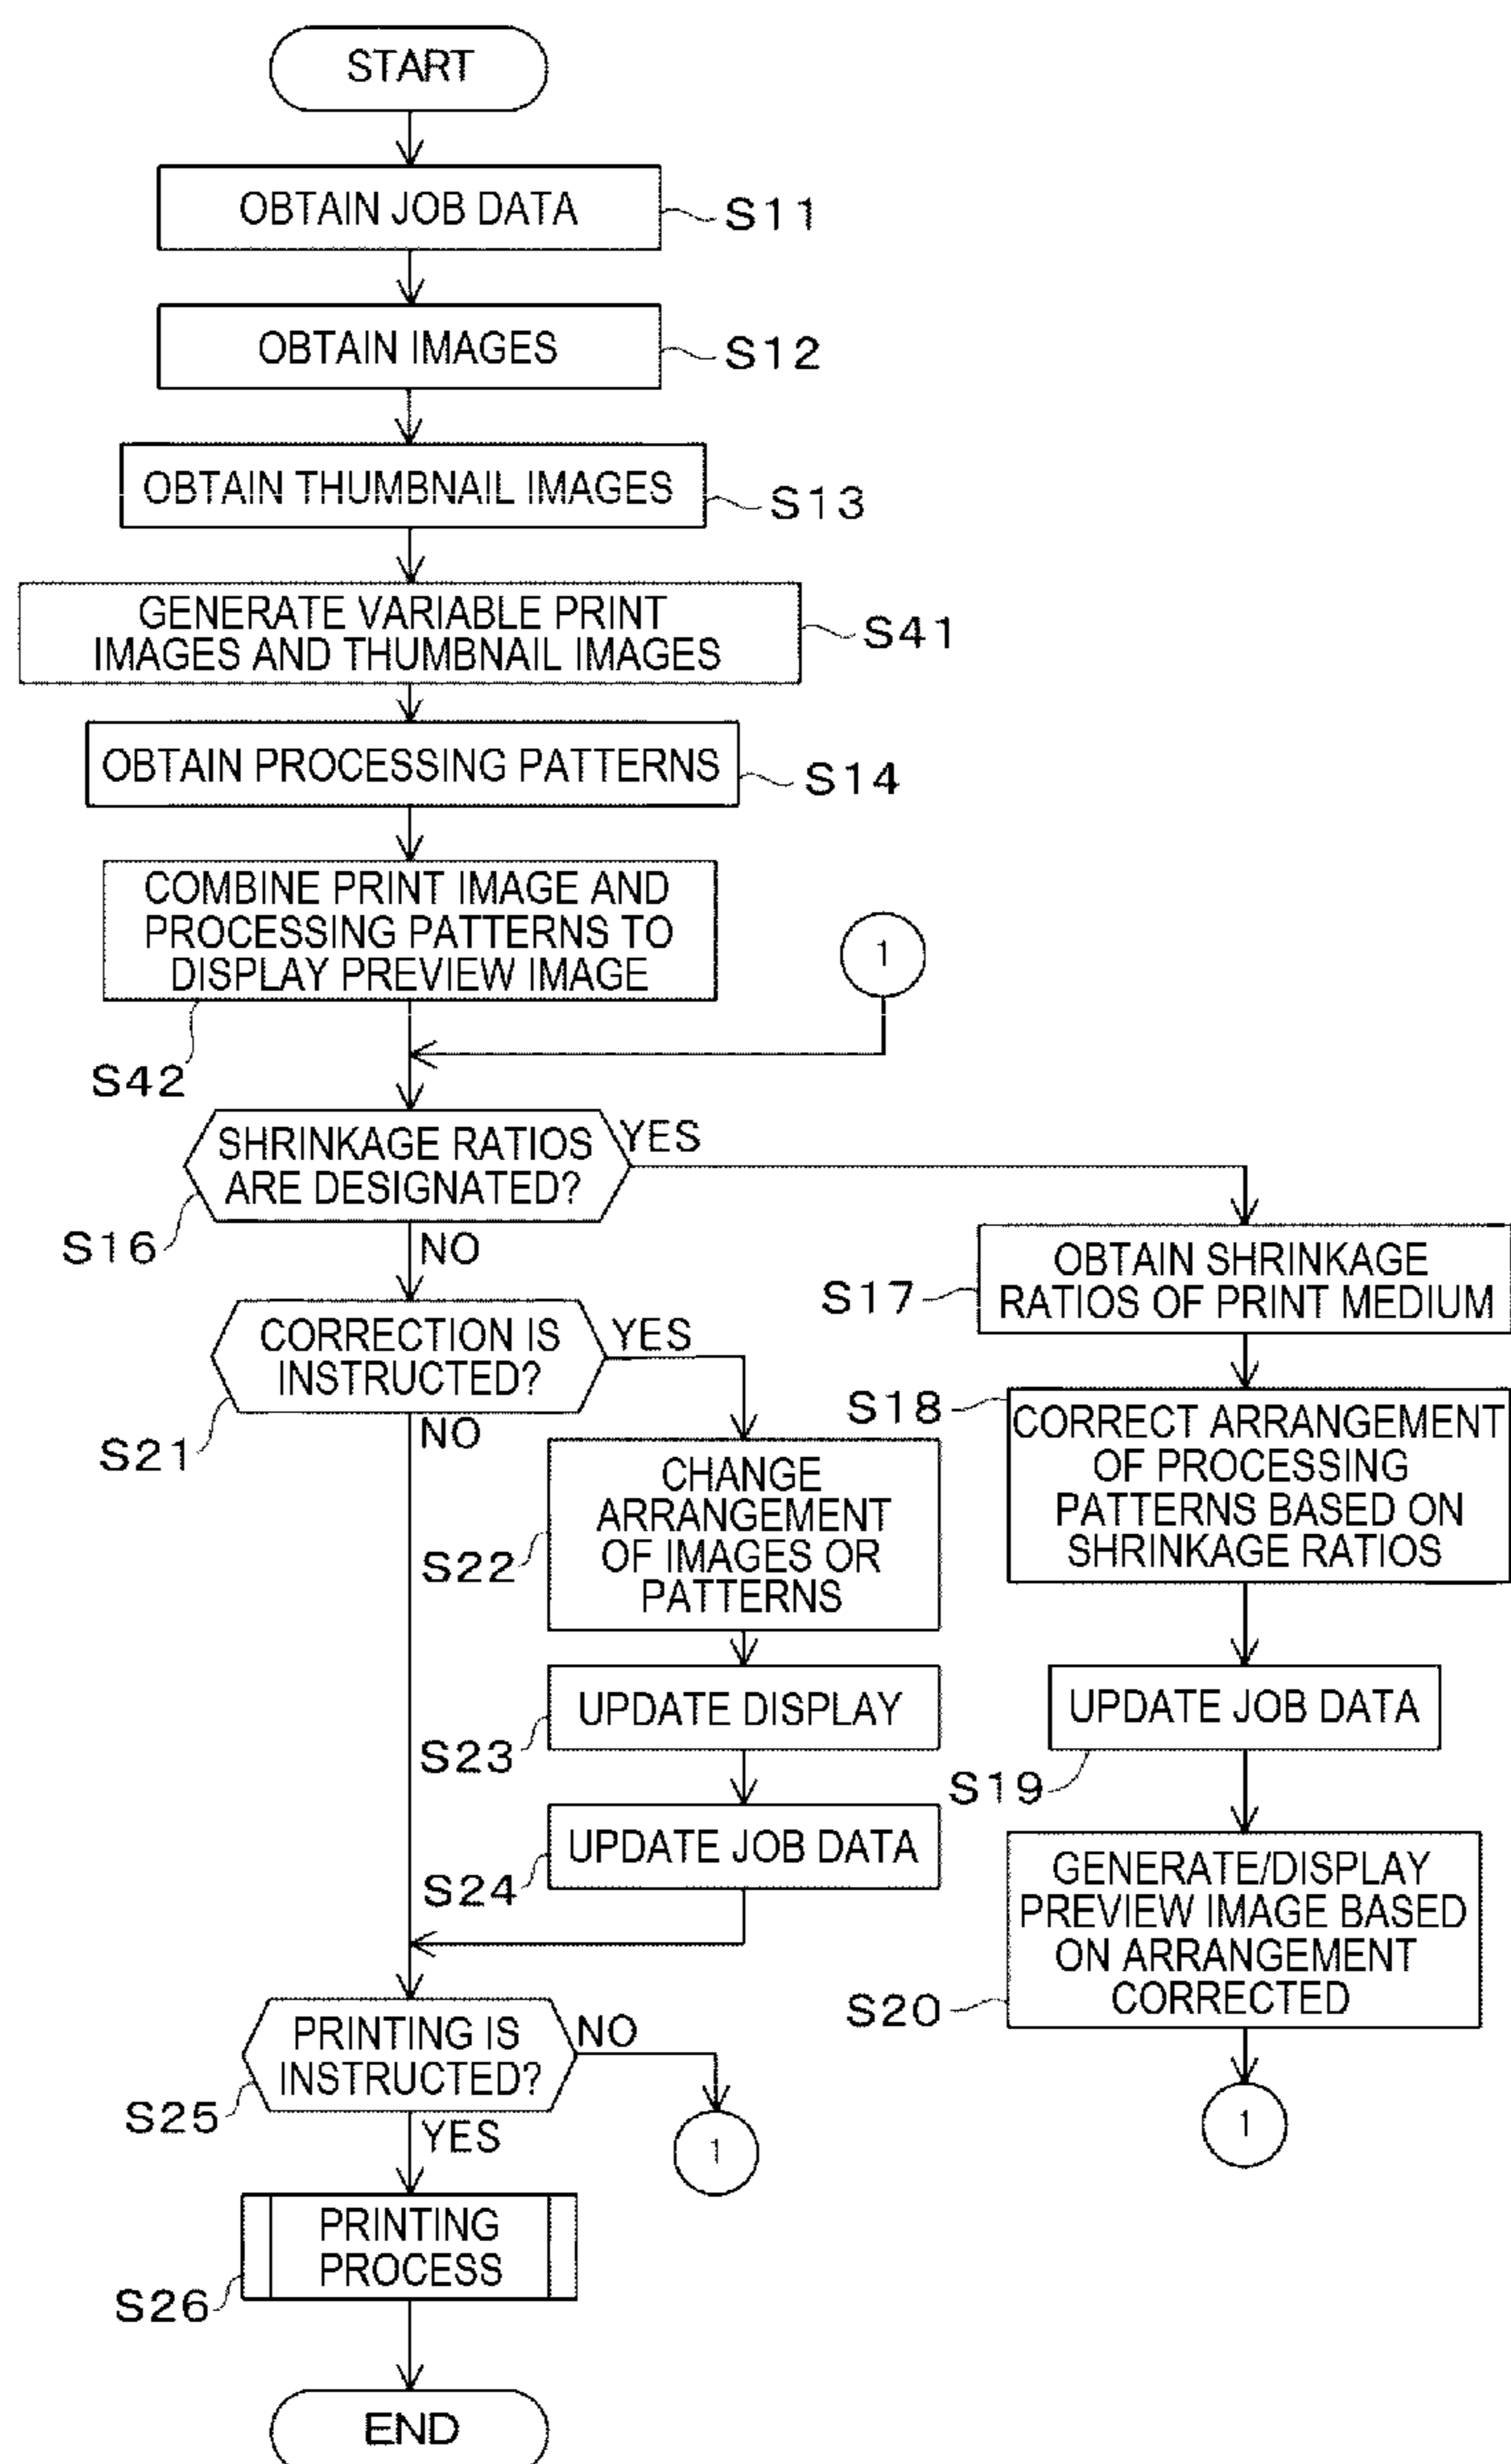 START
OBTAIN JOB DATA
S11
OBTAIN IMAGES
S12
OBTAIN THUMBNAIL IMAGES
S13
GENERATE VARIABLE PRINT
IMAGES AND THUMBNAIL IMAGES
S41
OBTAIN PROCESSING PATTERNS
S14
COMBINE PRINT IMAGE AND
PROCESSING PATTERNS TO
DISPLAY PREVIEW IMAGE
S42
1
SHRINKAGE RATIOS
ARE DESIGNATED?
S16
YES
NO
OBTAIN SHRINKAGE
RATIOS OF PRINT MEDIUM
S17
CORRECT ARRANGEMENT
OF PROCESSING
PATTERNS BASED ON
SHRINKAGE RATIOS
S18
UPDATE JOB DATA
S19
GENERATE/DISPLAY
PREVIEW IMAGE BASED
ON ARRANGEMENT
CORRECTED
S20
1
CORRECTION IS
INSTRUCTED?
S21
YES
NO
CHANGE
ARRANGEMENT
OF IMAGES OR
PATTERNS
S22
UPDATE DISPLAY
S23
UPDATE JOB DATA
S24
PRINTING IS
INSTRUCTED?
S25
NO
1
YES
PRINTING
PROCESS
S26
END